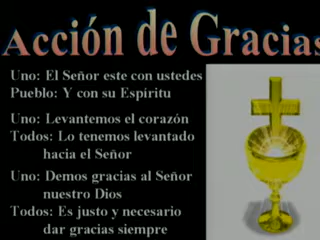 Acción de Gracias
Uno: El Señor este con ustedes
Pueblo: Y con su Espíritu
Uno: Levantemos el corazón
Todos: Lo tenemos levantado
hacia el Señor
Uno: Demos gracias al Señor
nuestro Dios
Todos: Es justo y necesario
dar gracias siempre